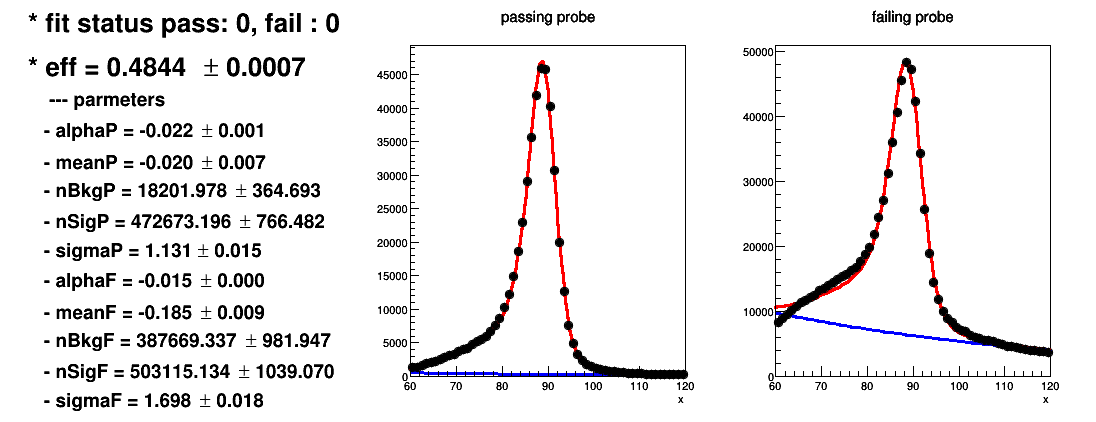 * fit status pass: 0, fail : 0
* eff = 0.4844 ± 0.0007
--- parmeters
- alphaP = -0.022 ± 0.001
- meanP = -0.020 ± 0.007
- nBkgP = 18201.978 ± 364.693
- nSigP = 472673.196 ± 766.482
- sigmaP = 1.131 ± 0.015
- alphaF = -0.015 ± 0.000
- meanF = -0.185 ± 0.009
- nBkgF = 387669.337 ± 981.947
- nSigF = 503115.134 ± 1039.070
- sigmaF = 1.698 ± 0.018
passing probe
45000
40000
35000
30000
25000
20000
15000
10000
5000
0
60 70 80 90 100 110 120
x
failing probe
50000
40000
30000
20000
10000
0
60 70 80 90 100 110 120
x